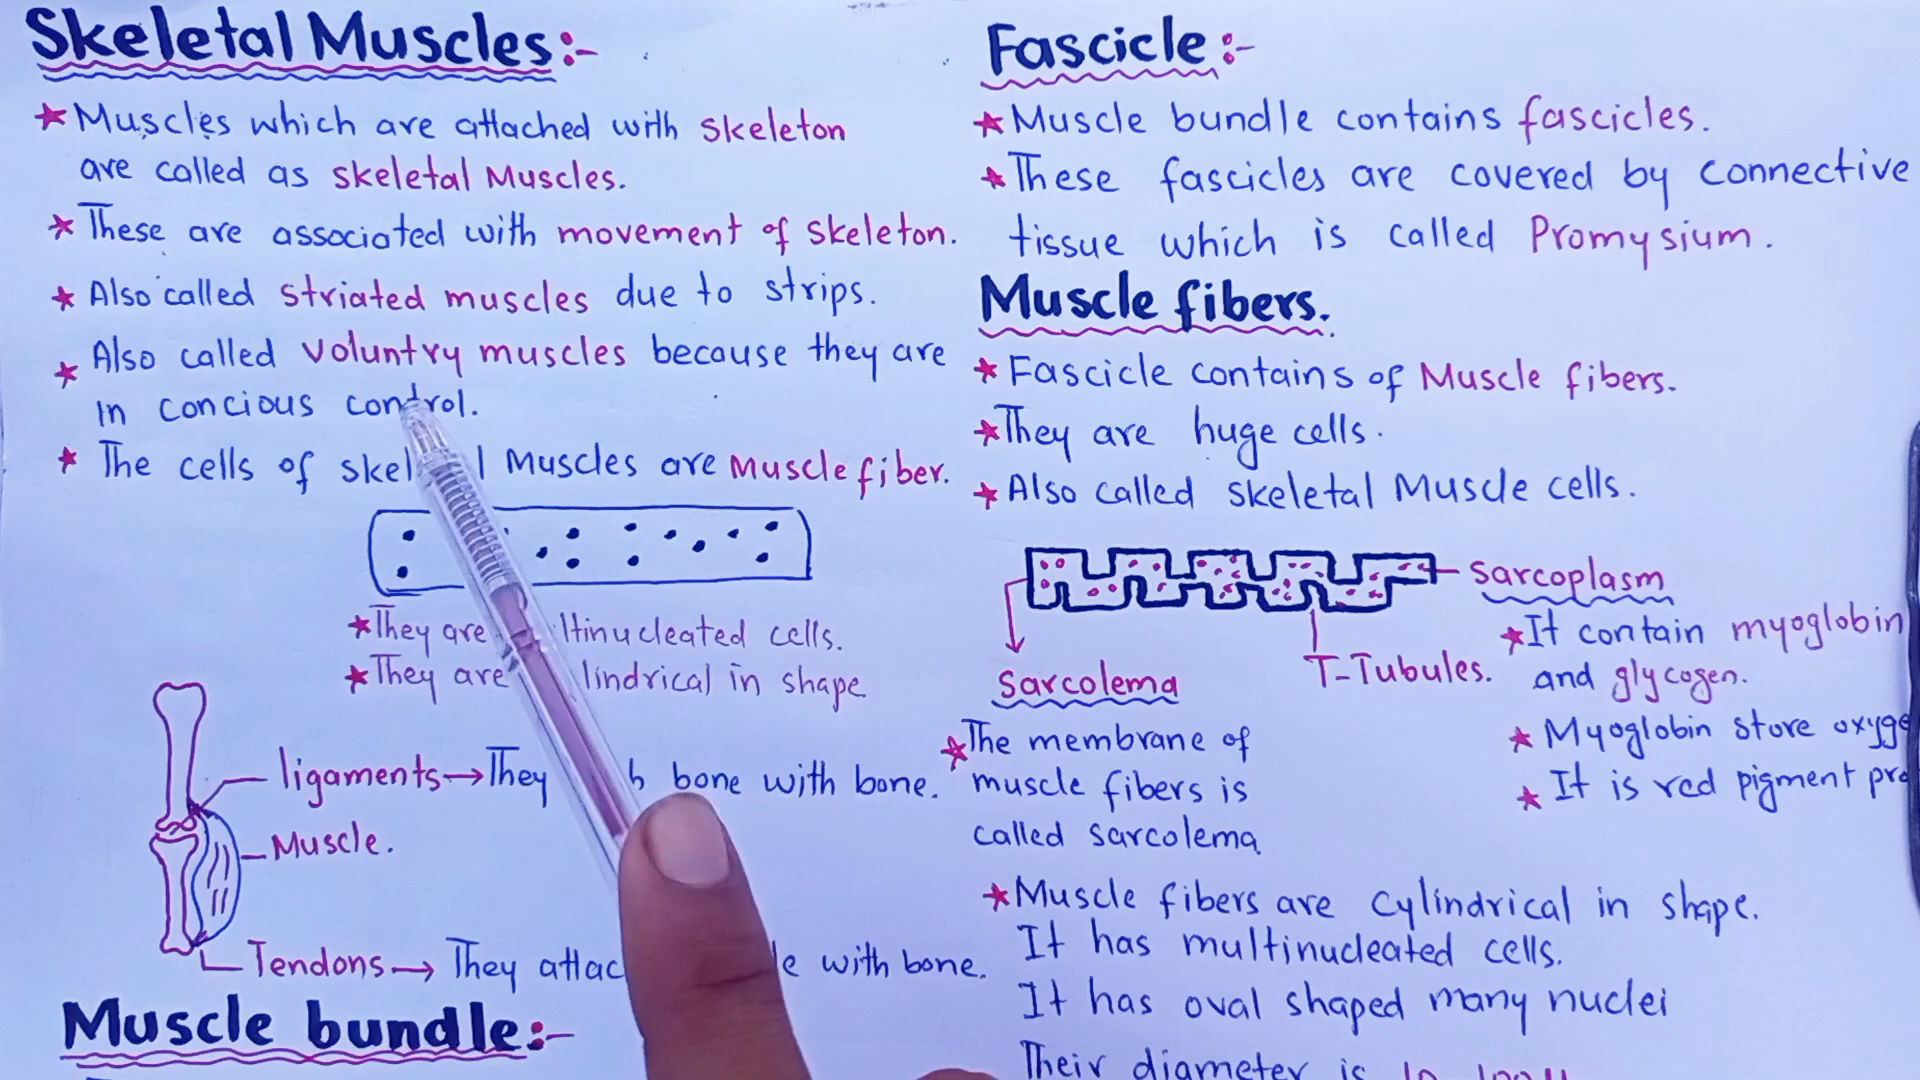 Skeletal Muscles:-
Muscles which are attached with skeleton
are called as skeletal Muscles.
These are associated with movement of skeleton.
Also called striated muscles due to strips.
Also called voluntry muscles because they are
in concious control.
The cells of skel l Muscles are Muscle fiber.
They are ltinucleated cells.
They are lindrical in shape
ligaments→They h bone with bone.
Muscle.
Tendons→ They attac le with bone.
Muscle bundle:-
Fascicle:-
Muscle bundle contains fascicles.
These fascicles are covered by connective
tissue which is called Promysium.
Muscle fibers.
Fascicle contains of Muscle fibers.
They are huge cells.
Also called skeletal Muscle cells.
Sarcoplasm
It contain myoglobin
and glycogen.
Myoglobin store oxyge
It is red pigment pro
T-Tubules.
Sarcolema
The membrane of
muscle fibers is
called sarcolema.
Muscle fibers are cylindrical in shape.
It has multinucleated cells.
It has oval shaped many nuclei
Their diameter is